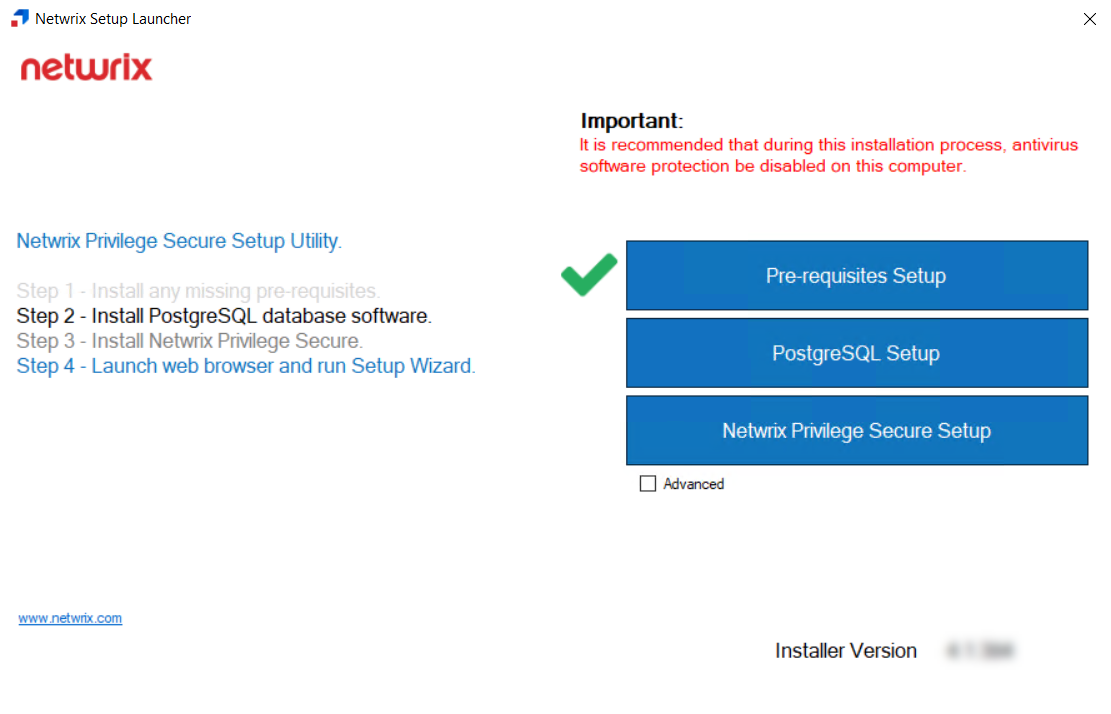 Netwrix Setup Launcher
netwrix
Important:
It is recommended that during this installation process, antivirus
software protection be disabled on this computer.
Netwrix Privilege Secure Setup Utility.
Step 1 - Install any missing pre-requisites.
Step 2 - Install PostgreSQL database software.
Step 3 - Install Netwrix Privilege Secure.
Step 4 - Launch web browser and run Setup Wizard.
Pre-requisites Setup
PostgreSQL Setup
Netwrix Privilege Secure Setup
Advanced
www.netwrix.com
Installer Version